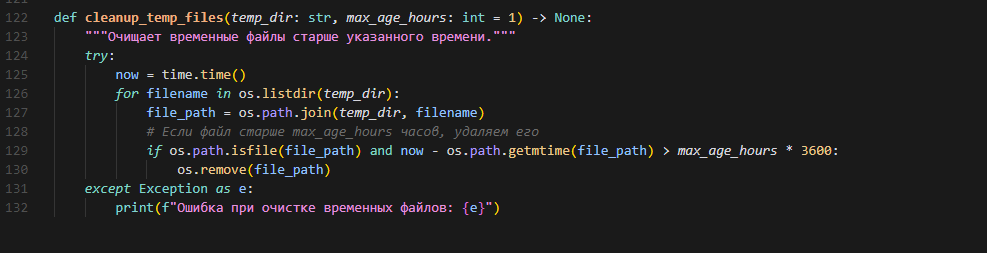 122 def cleanup_temp_files(temp_dir: str, max_age_hours: int = 1) -> None:
123     """Очищает временные файлы старше указанного времени."""
124     try:
125         now = time.time()
126         for filename in os.listdir(temp_dir):
127             file_path = os.path.join(temp_dir, filename)
128             # Если файл старше max_age_hours часов, удаляем его
129             if os.path.isfile(file_path) and now - os.path.getmtime(file_path) > max_age_hours * 3600:
130                 os.remove(file_path)
131     except Exception as e:
132         print(f"Ошибка при очистке временных файлов: {e}")